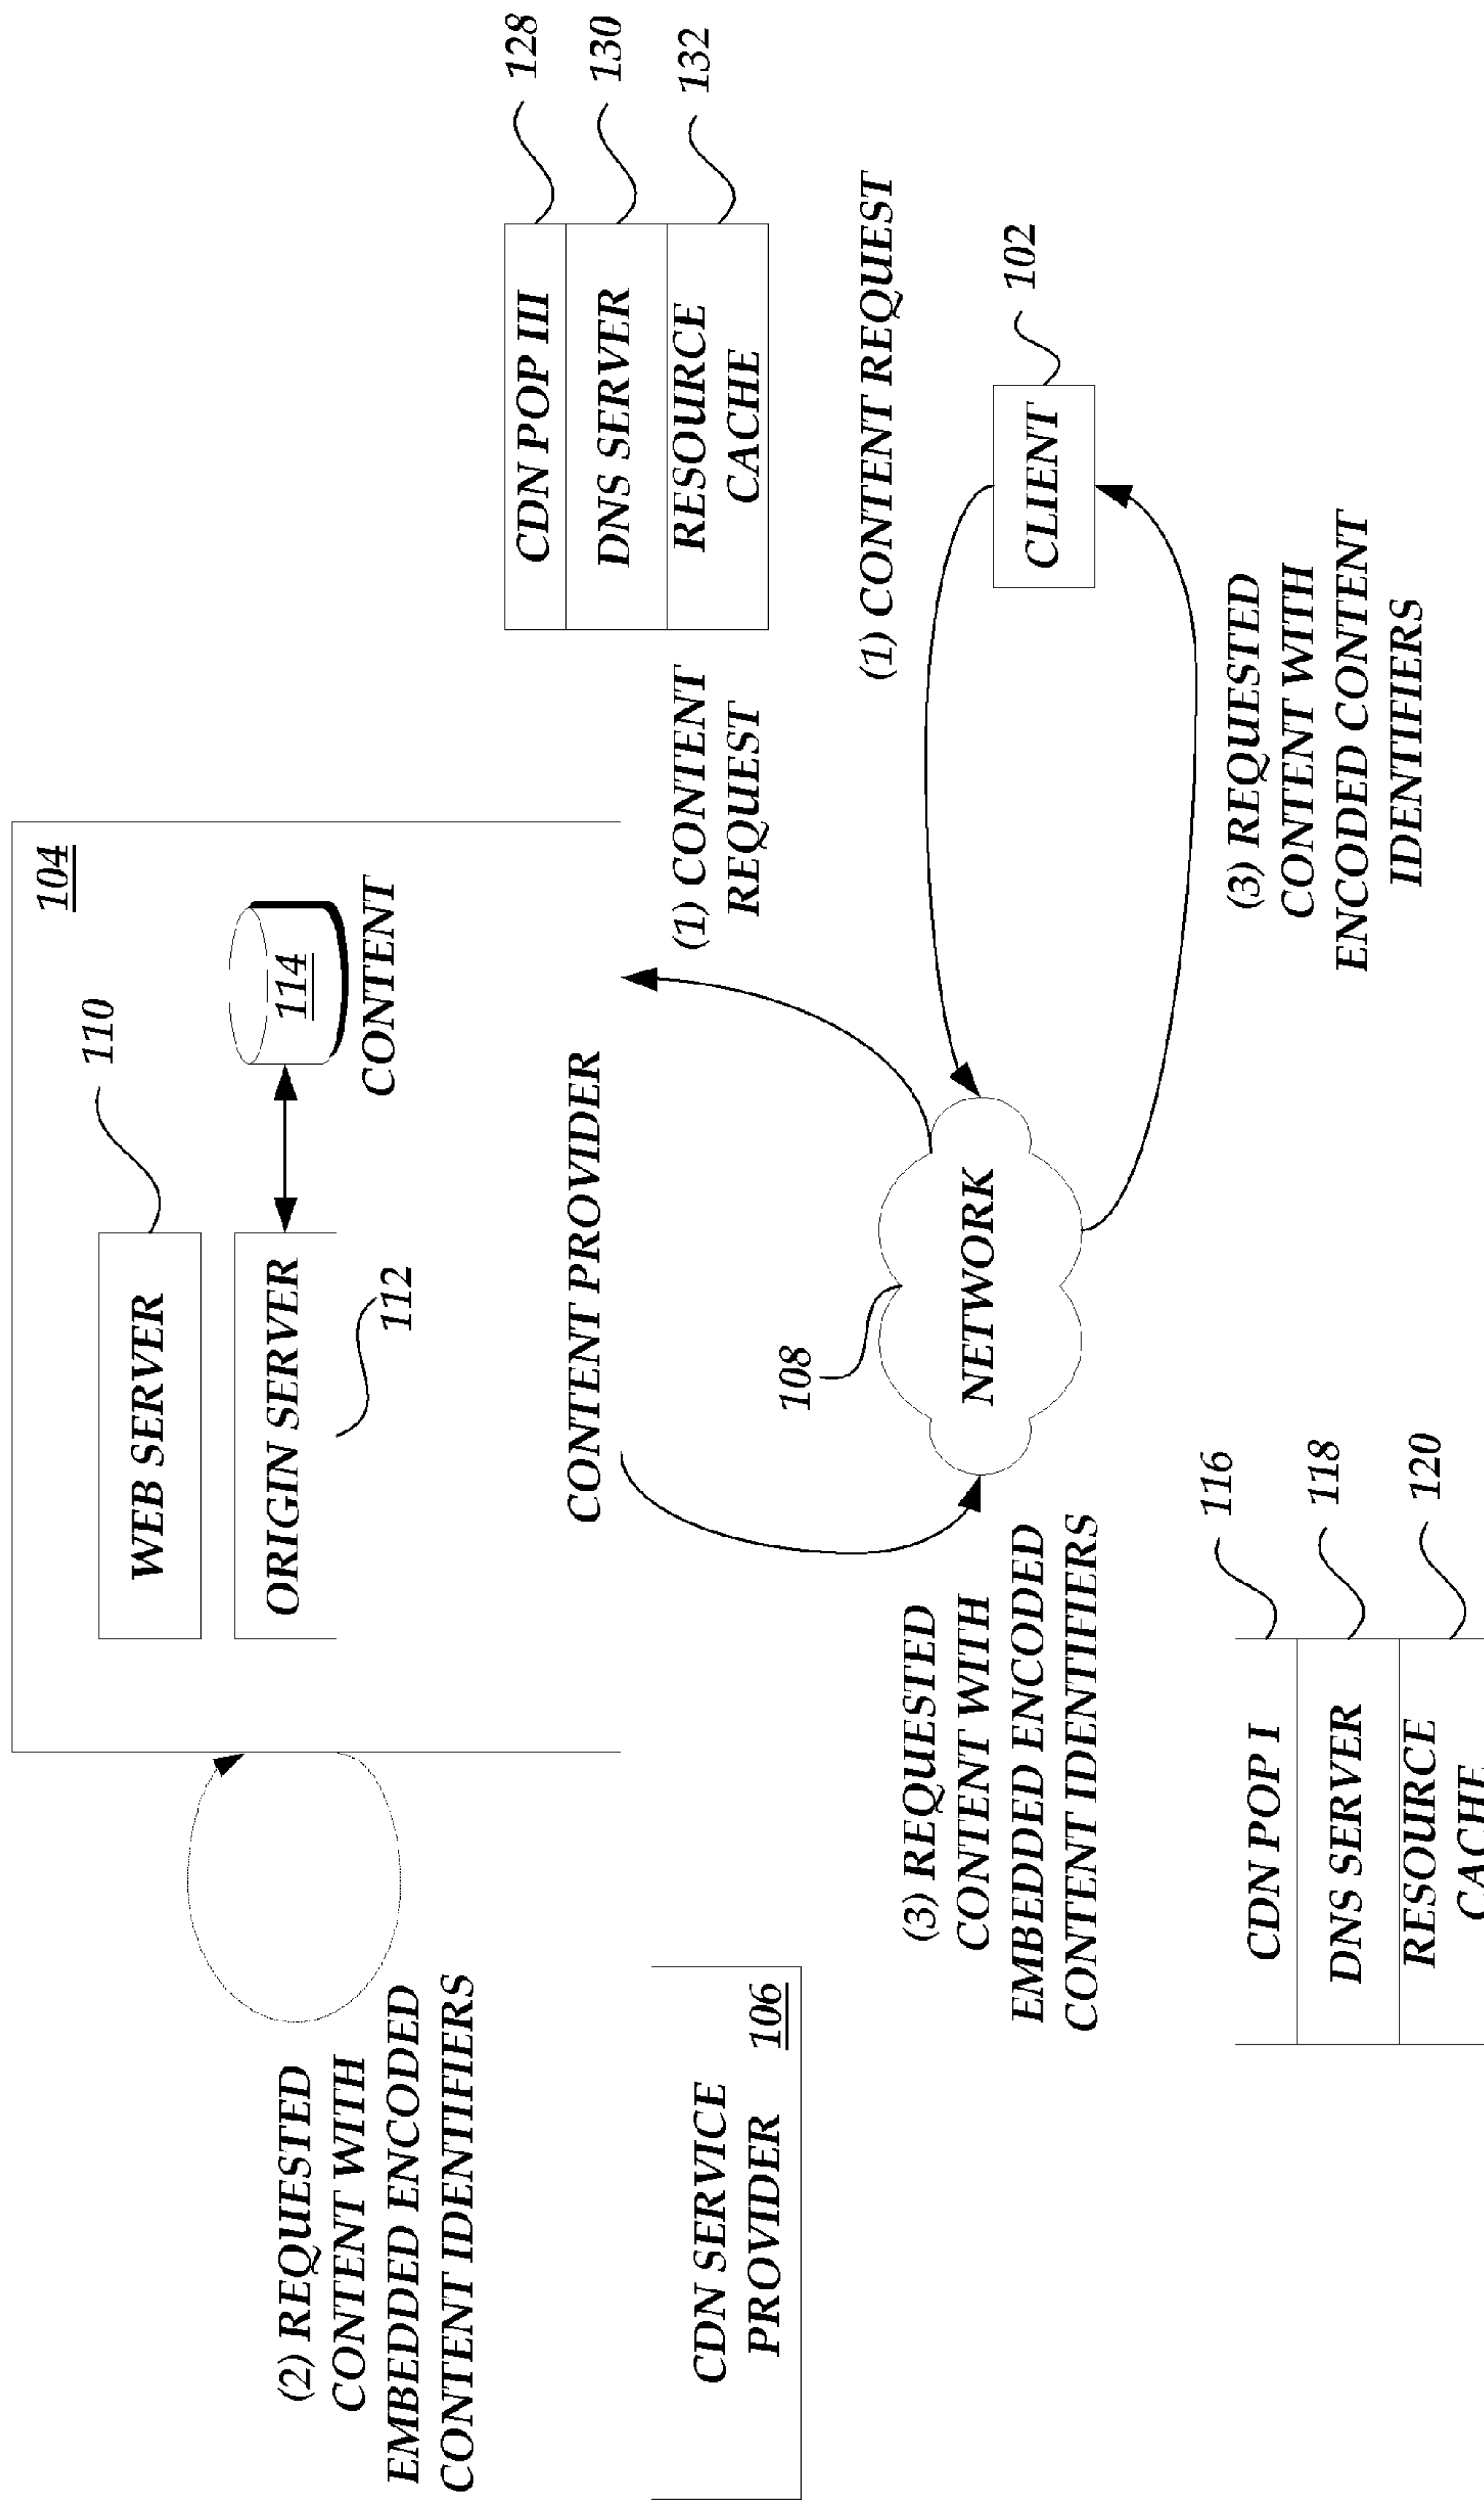 104
WEB SERVER
110
ORIGIN SERVER
112
114
CONTENT
CONTENT PROVIDER
(2) REQUESTED
CONTENT WITH
EMBEDDED ENCODED
CONTENT IDENTIFIERS
CDN SERVICE
PROVIDER
106
CDN POP III
DNS SERVER
RESOURCE
CACHE
128
130
132
(1) CONTENT
REQUEST
(1) CONTENT REQUEST
108
NETWORK
CLIENT
102
(3) REQUESTED
CONTENT WITH
EMBEDDED ENCODED
CONTENT IDENTIFIERS
(3) REQUESTED
CONTENT WITH
ENCODED CONTENT
IDENTIFIERS
CDN POP I
DNS SERVER
RESOURCE
CACHE
116
118
120